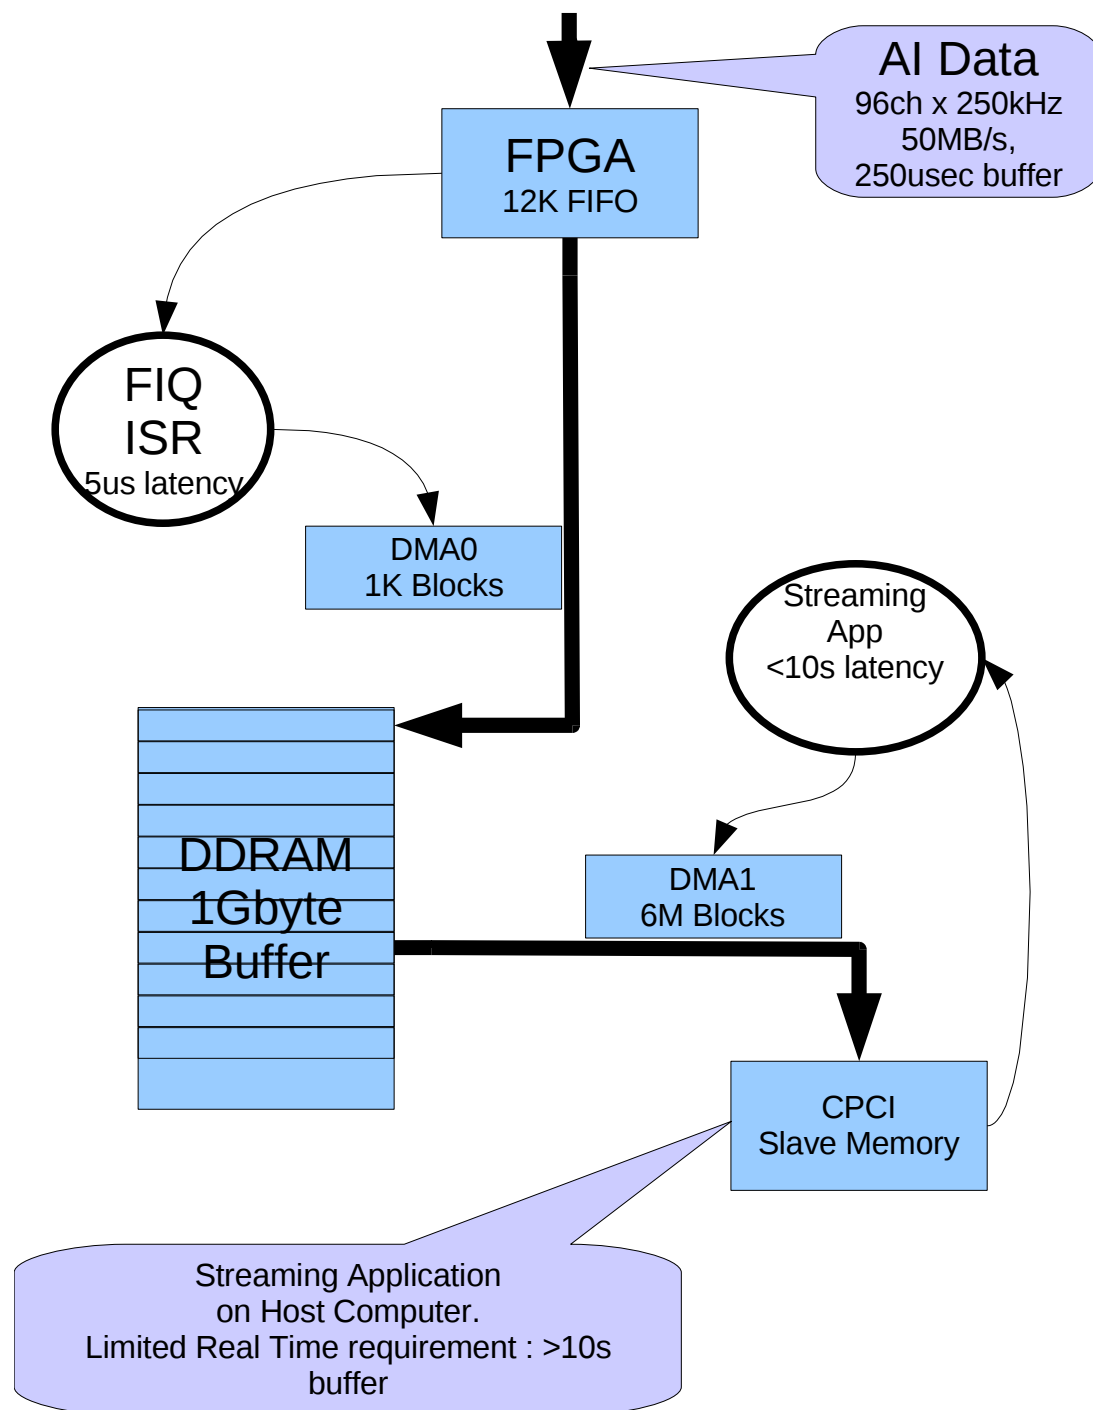 AI Data
96ch x 250kHz
50MB/s,
250usec buffer
FPGA
12K FIFO
FIQ
ISR
5us latency
DMA0
1K Blocks
Streaming
App
<10s latency
DDRAM
1Gbyte
Buffer
DMA1
6M Blocks
CPCI
Slave Memory
Streaming Application
on Host Computer.
Limited Real Time requirement : >10s
buffer